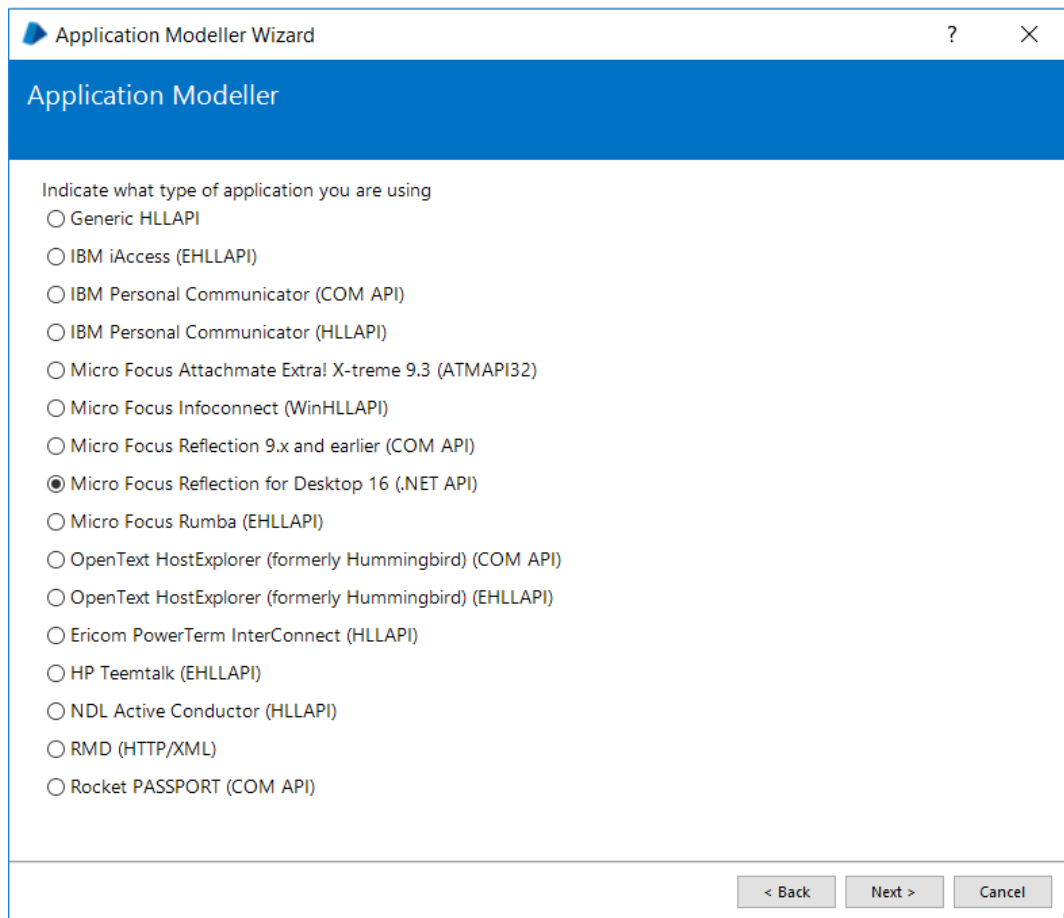 Application Modeller Wizard
?
Application Modeller
Indicate what type of application you are using
Generic HLLAPI
IBM iAccess (EHLLAPI)
IBM Personal Communicator (COM API)
IBM Personal Communicator (HLLAPI)
Micro Focus Attachmate Extra! X-treme 9.3 (ATMAPI32)
Micro Focus Infoconnect (WinHLLAPI)
Micro Focus Reflection 9.x and earlier (COM API)
Micro Focus Reflection for Desktop 16 (.NET API)
Micro Focus Rumba (EHLLAPI)
OpenText HostExplorer (formerly Hummingbird) (COM API)
OpenText HostExplorer (formerly Hummingbird) (EHLLAPI)
Ericom PowerTerm InterConnect (HLLAPI)
HP Teemtalk (EHLLAPI)
NDL Active Conductor (HLLAPI)
RMD (HTTP/XML)
Rocket PASSPORT (COM API)
< Back Next > Cancel